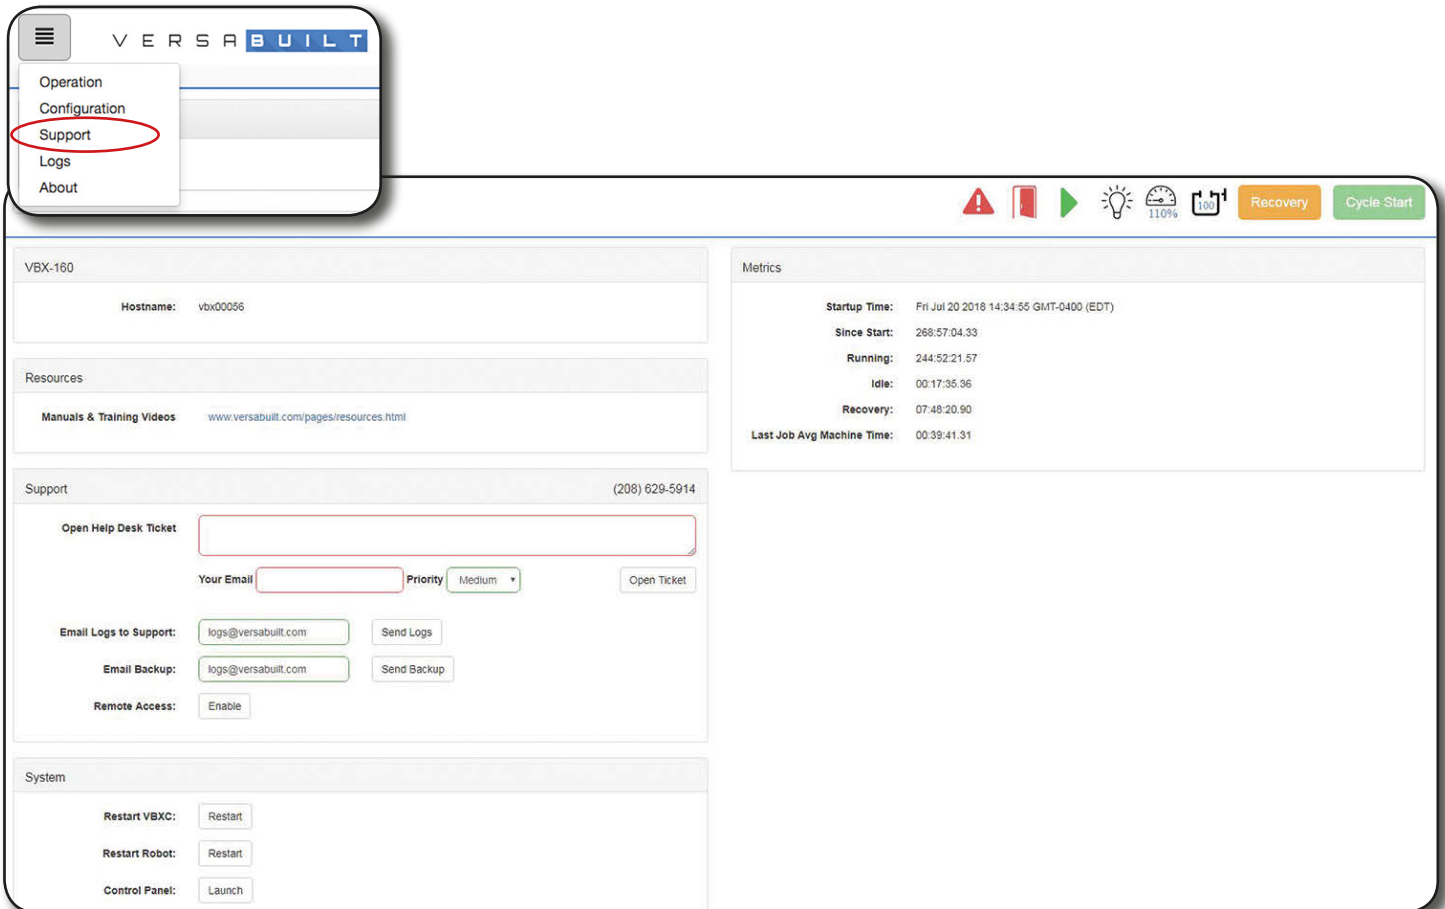 VERSABUILT
Operation
Configuration
Support
Logs
About
110%
100
Recovery
Cycle Start
VBX-160
Hostname: vbx00056
Resources
Manuals & Training Videos www.versabuilt.com/pages/resources.html
Support (208) 629-5914
Open Help Desk Ticket
Your Email Priority Medium Open Ticket
Email Logs to Support: logs@versabuilt.com Send Logs
Email Backup: logs@versabuilt.com Send Backup
Remote Access: Enable
System
Restart VBXC: Restart
Restart Robot: Restart
Control Panel: Launch
Metrics
Startup Time: Fri Jul 20 2018 14:34:55 GMT-0400 (EDT)
Since Start: 268:57:04.33
Running: 244:52:21.57
Idle: 00:17:35.36
Recovery: 07:48:20.90
Last Job Avg Machine Time: 00:39:41.31